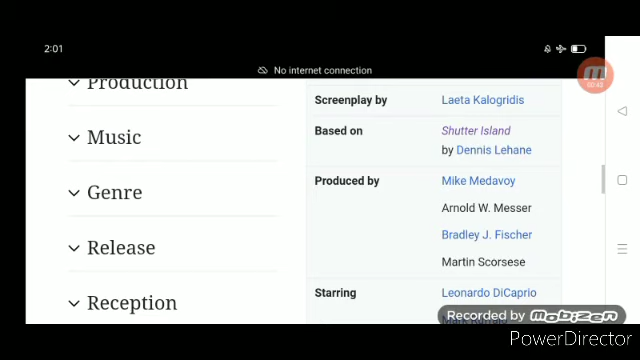 2:01
No internet connection
00:40
Production
Screenplay by Laeta Kalogridis
Music
Based on Shutter Island
by Dennis Lehane
Genre
Produced by Mike Medavoy
Arnold W. Messer
Release
Bradley J. Fischer
Martin Scorsese
Reception
Starring Leonardo DiCaprio
Recorded by Mobizen
PowerDirector